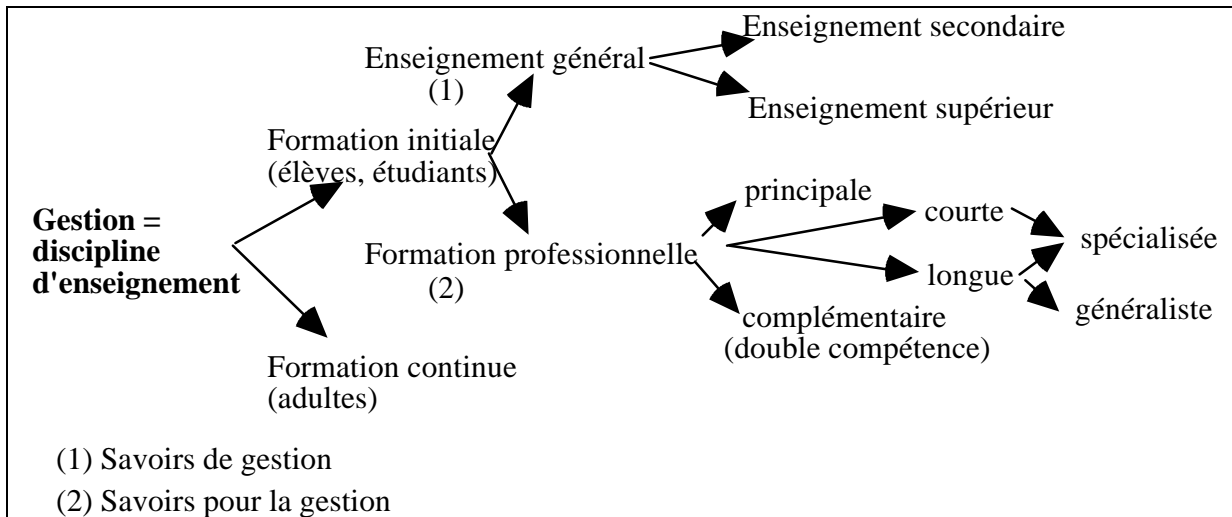 Enseignement secondaire
Enseignement général
(1)
Enseignement supérieur
Formation initiale
(élèves, étudiants)
principale
courte
Gestion =
discipline
d'enseignement
Formation professionnelle
(2)
spécialisée
longue
complémentaire
(double compétence)
généraliste
Formation continue
(adultes)
(1) Savoirs de gestion
(2) Savoirs pour la gestion